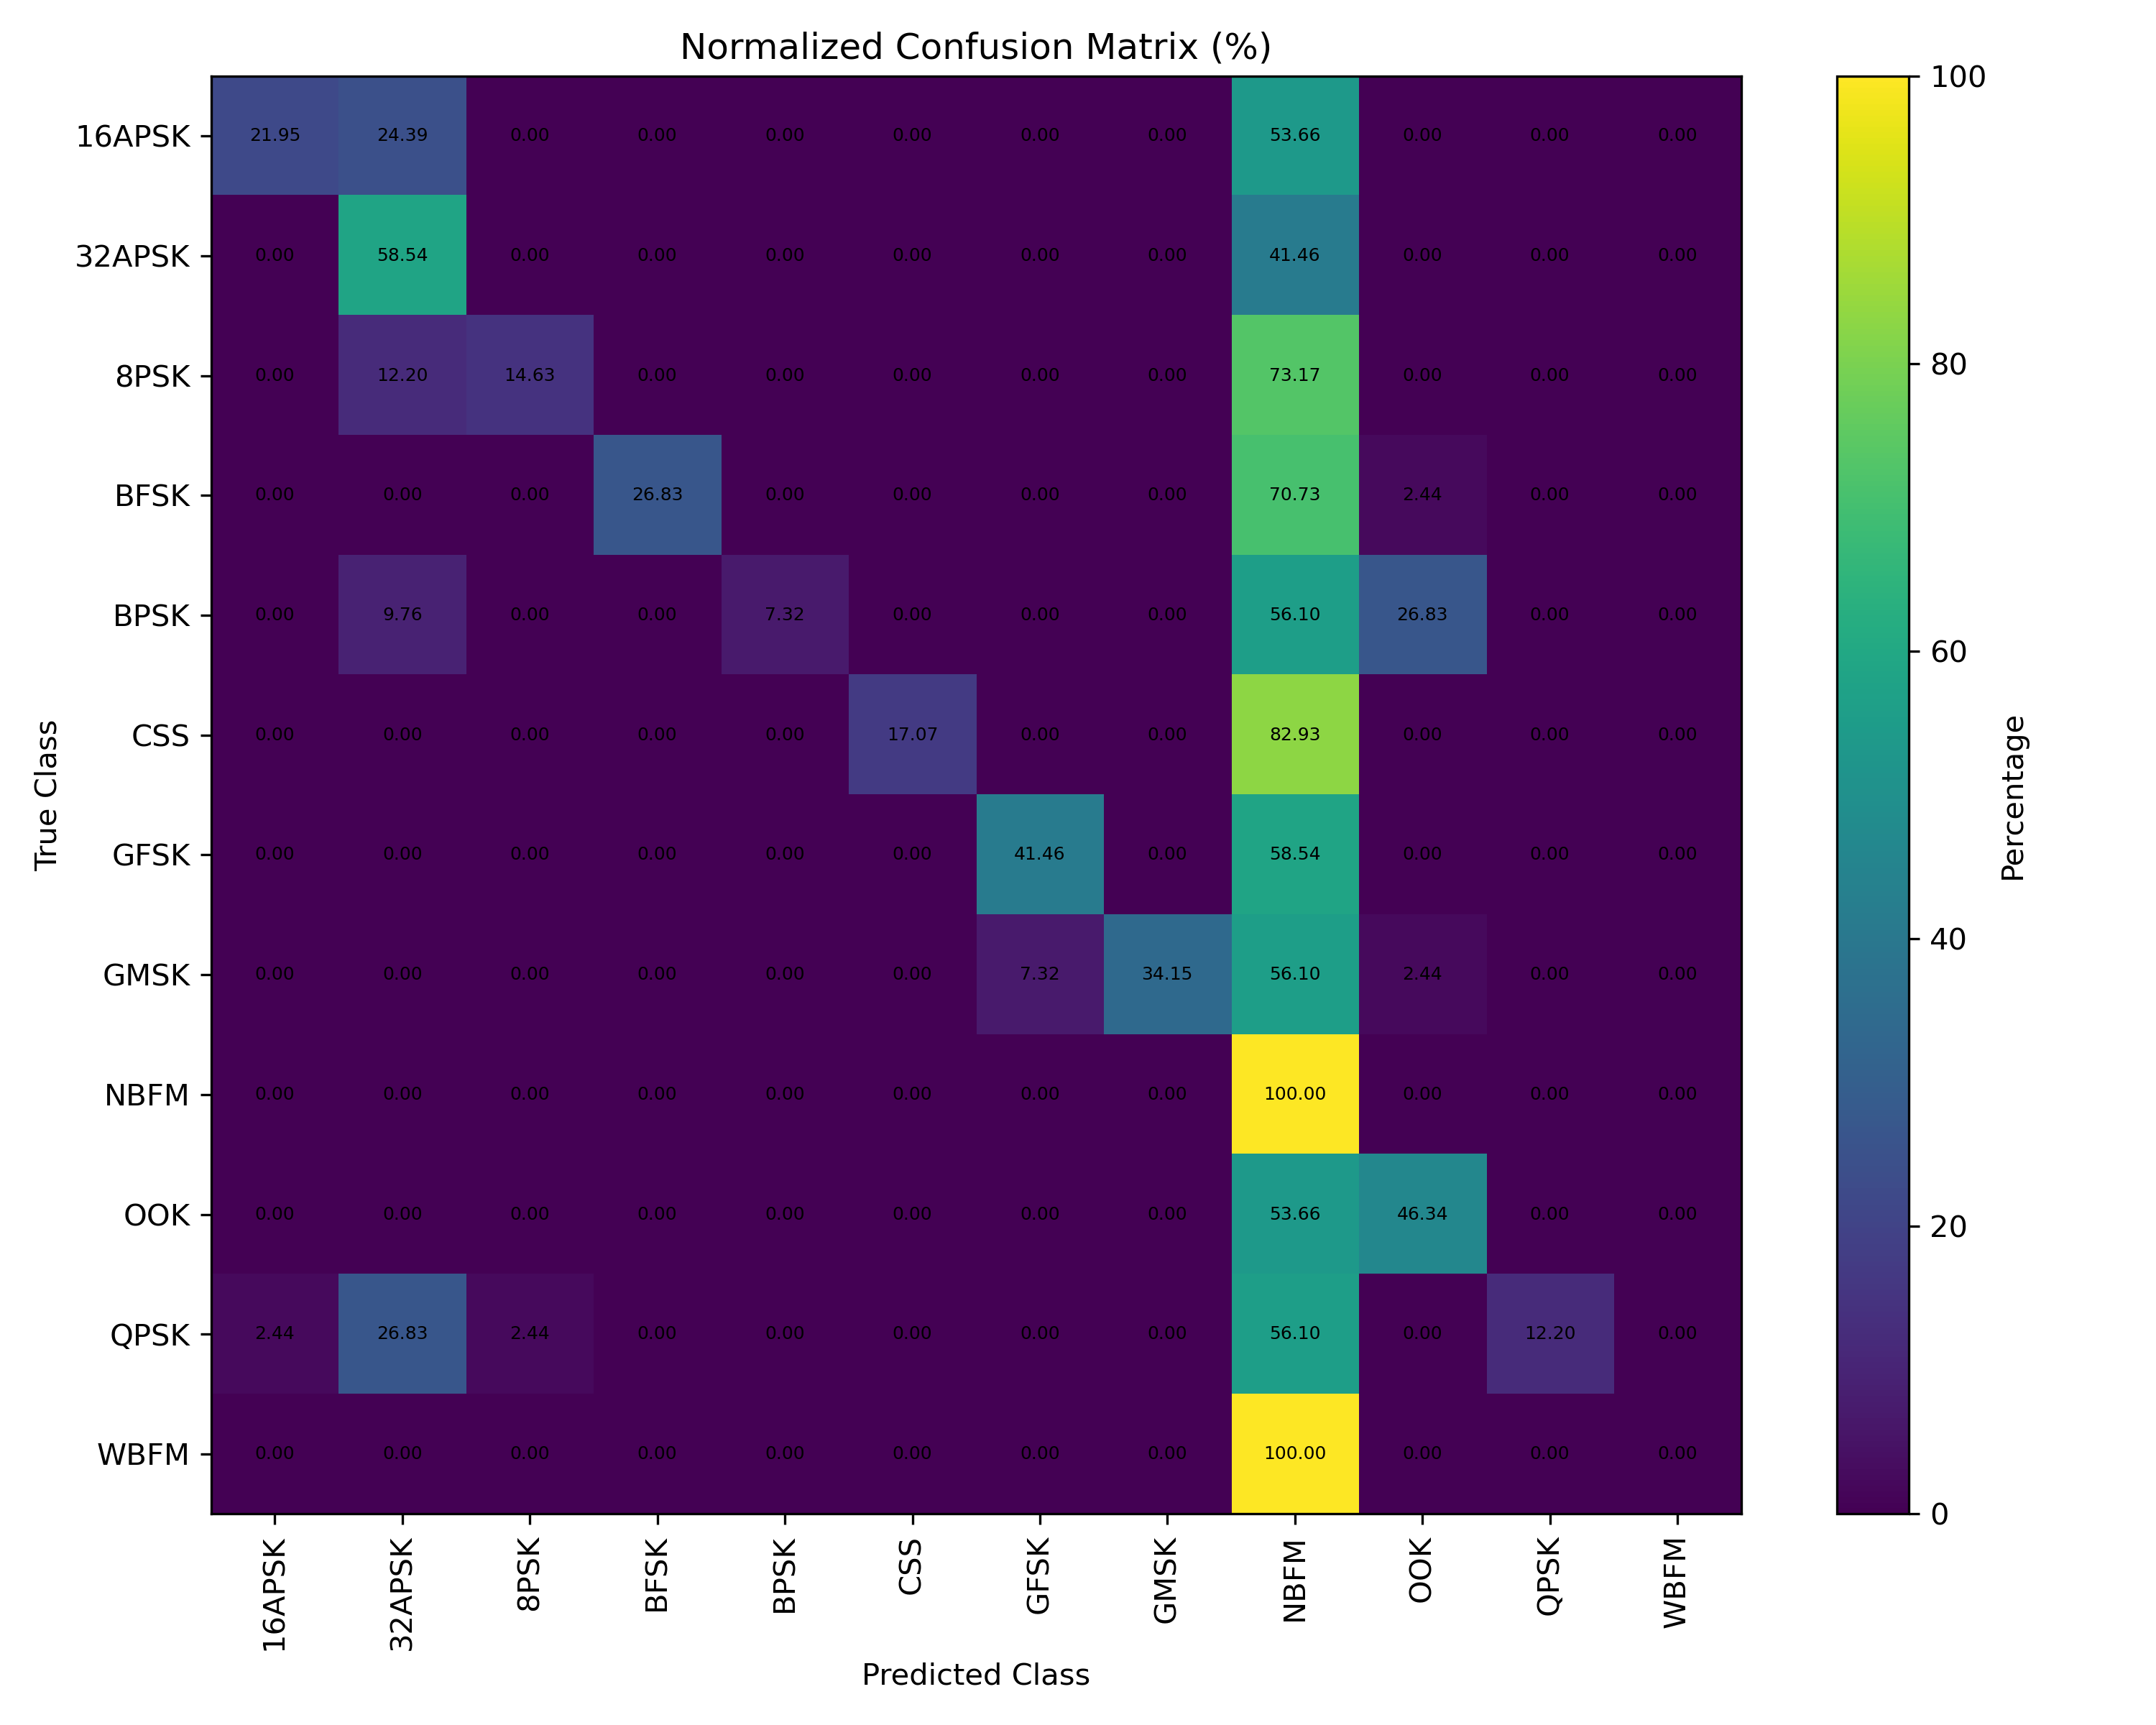 Normalized Confusion Matrix (%)
16APSK 21.95 24.39 0.00 0.00 0.00 0.00 0.00 0.00 53.66 0.00 0.00 0.00
32APSK 0.00 58.54 0.00 0.00 0.00 0.00 0.00 0.00 41.46 0.00 0.00 0.00
8PSK 0.00 12.20 14.63 0.00 0.00 0.00 0.00 0.00 73.17 0.00 0.00 0.00
BFSK 0.00 0.00 0.00 26.83 0.00 0.00 0.00 0.00 70.73 2.44 0.00 0.00
BPSK 0.00 9.76 0.00 0.00 7.32 0.00 0.00 0.00 56.10 26.83 0.00 0.00
CSS 0.00 0.00 0.00 0.00 0.00 17.07 0.00 0.00 82.93 0.00 0.00 0.00
GFSK 0.00 0.00 0.00 0.00 0.00 0.00 41.46 0.00 58.54 0.00 0.00 0.00
GMSK 0.00 0.00 0.00 0.00 0.00 0.00 7.32 34.15 56.10 2.44 0.00 0.00
NBFM 0.00 0.00 0.00 0.00 0.00 0.00 0.00 0.00 100.00 0.00 0.00 0.00
OOK 0.00 0.00 0.00 0.00 0.00 0.00 0.00 0.00 53.66 46.34 0.00 0.00
QPSK 2.44 26.83 2.44 0.00 0.00 0.00 0.00 0.00 56.10 0.00 12.20 0.00
WBFM 0.00 0.00 0.00 0.00 0.00 0.00 0.00 0.00 100.00 0.00 0.00 0.00
16APSK 32APSK 8PSK BFSK BPSK CSS GFSK GMSK NBFM OOK QPSK WBFM
Predicted Class
True Class
100
80
60
40
20
0
Percentage